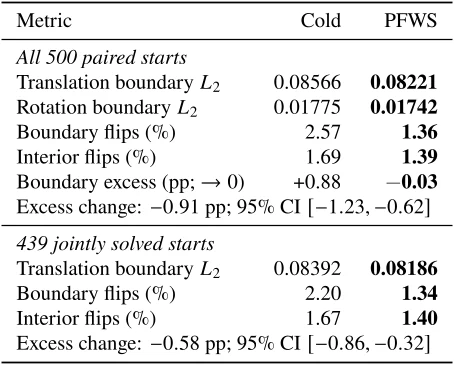 Metric Cold PFWS
All 500 paired starts
Translation boundary L2 0.08566 0.08221
Rotation boundary L2 0.01775 0.01742
Boundary flips (%) 2.57 1.36
Interior flips (%) 1.69 1.39
Boundary excess (pp; → 0) +0.88 −0.03
Excess change: −0.91 pp; 95% CI [−1.23, −0.62]
439 jointly solved starts
Translation boundary L2 0.08392 0.08186
Boundary flips (%) 2.20 1.34
Interior flips (%) 1.67 1.40
Excess change: −0.58 pp; 95% CI [−0.86, −0.32]